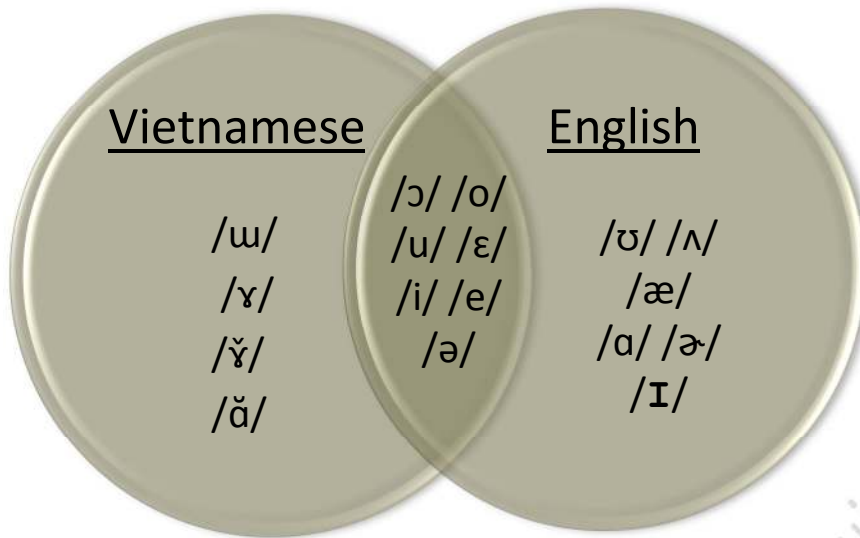 Vietnamese
/ɯ/
/ɤ/
/ɤ̌/
/ɑ̆/
/ɔ/ /o/
/u/ /ɛ/
/i/ /e/
/ə/
English
/ʊ/ /ʌ/
/æ/
/ɑ/ /ɚ/
/ɪ/